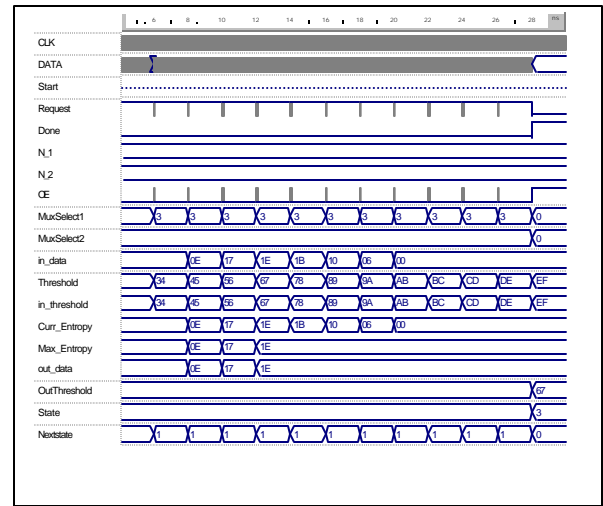 6 8 10 12 14 16 18 20 22 24 26 28 ns
CLK
DATA
Start
Request
Done
N_1
N_2
OE
MuxSelect1 3 3 3 3 3 3 3 3 3 3 3 0
MuxSelect2 0
in_data 0E 17 1E 1B 10 06 00
Threshold 34 45 56 67 78 89 9A AB BC CD DE EF
in_threshold 34 45 56 67 78 89 9A AB BC CD DE EF
Curr_Entropy 0E 17 1E 1B 10 06 00
Max_Entropy 0E 17 1E
out_data 0E 17 1E
OutThreshold 67
State 3
Nextstate 1 1 1 1 1 1 1 1 1 1 1 0